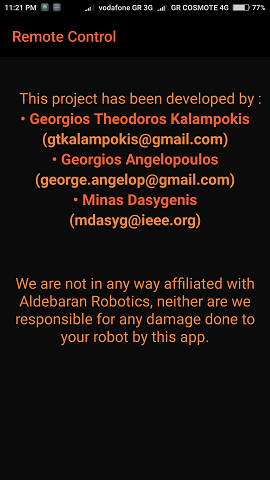 11:21 PM vodafone GR 3G GR COSMOTE 4G 77%
Remote Control
This project has been developed by :
• Georgios Theodoros Kalampokis
(gtkalampokis@gmail.com)
• Georgios Angelopoulos
(george.angelop@gmail.com)
• Minas Dasygenis
(mdasyg@ieee.org)
We are not in any way affiliated with
Aldebaran Robotics, neither are we
responsible for any damage done to
your robot by this app.